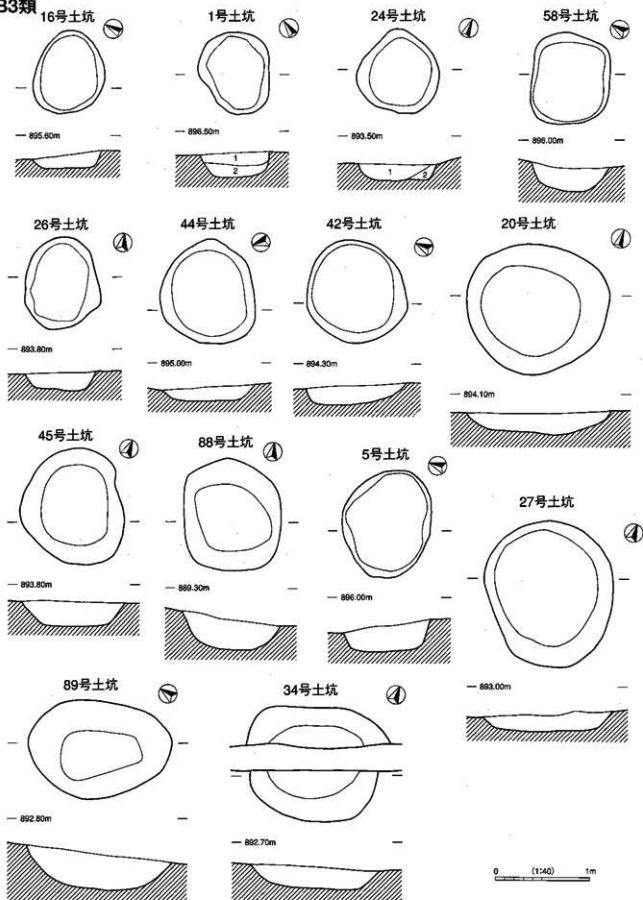 B3類
16号土坑
1号土坑
24号土坑
58号土坑
895.60m
896.50m
893.50m
896.00m
1
2
1
2
26号土坑
44号土坑
42号土坑
20号土坑
893.80m
895.00m
894.30m
894.10m
45号土坑
88号土坑
5号土坑
27号土坑
893.80m
889.30m
896.00m
893.00m
89号土坑
34号土坑
892.80m
892.70m
0 (1:40) 1m